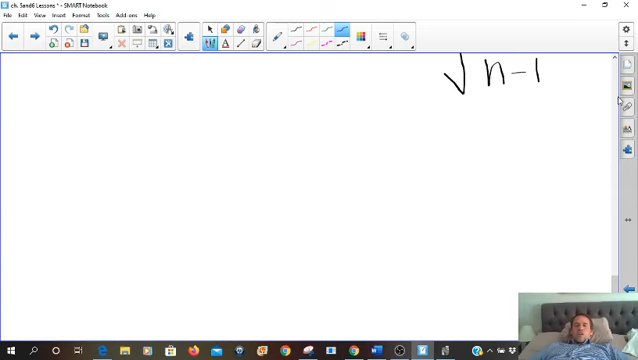 ch. 5and6 Lessons * - SMART Notebook
File Edit View Insert Format Tools Add-ons Help
√ n-1